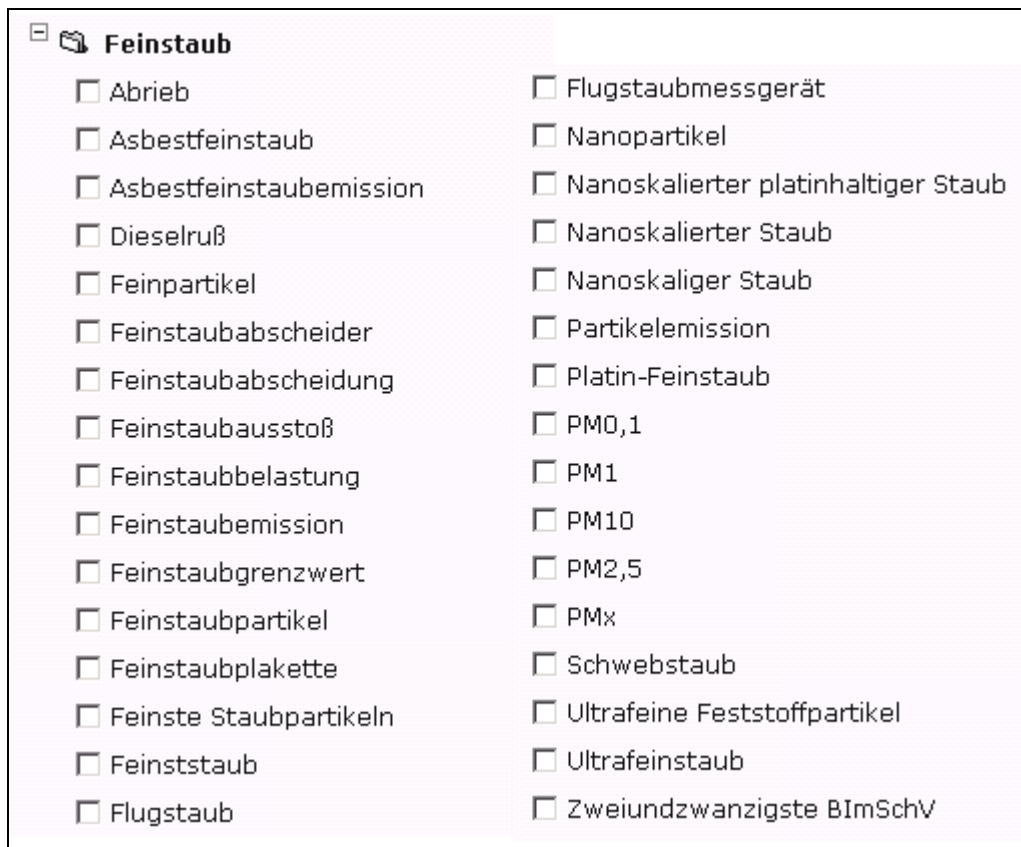 Feinstaub
Abrieb
Asbestfeinstaub
Asbestfeinstaubemission
Dieselruß
Feinpartikel
Feinstaubabscheider
Feinstaubabscheidung
Feinstaubausstoß
Feinstaubbelastung
Feinstaubemission
Feinstaubgrenzwert
Feinstaubpartikel
Feinstaubplakette
Feinste Staubpartikeln
Feinststaub
Flugstaub
Flugstaubmessgerät
Nanopartikel
Nanoskalierter platinhaltiger Staub
Nanoskalierter Staub
Nanoskaliger Staub
Partikelemission
Platin-Feinstaub
PM0,1
PM1
PM10
PM2,5
PMx
Schwebstaub
Ultrafeine Feststoffpartikel
Ultrafeinstaub
Zweiundzwanzigste BImSchV